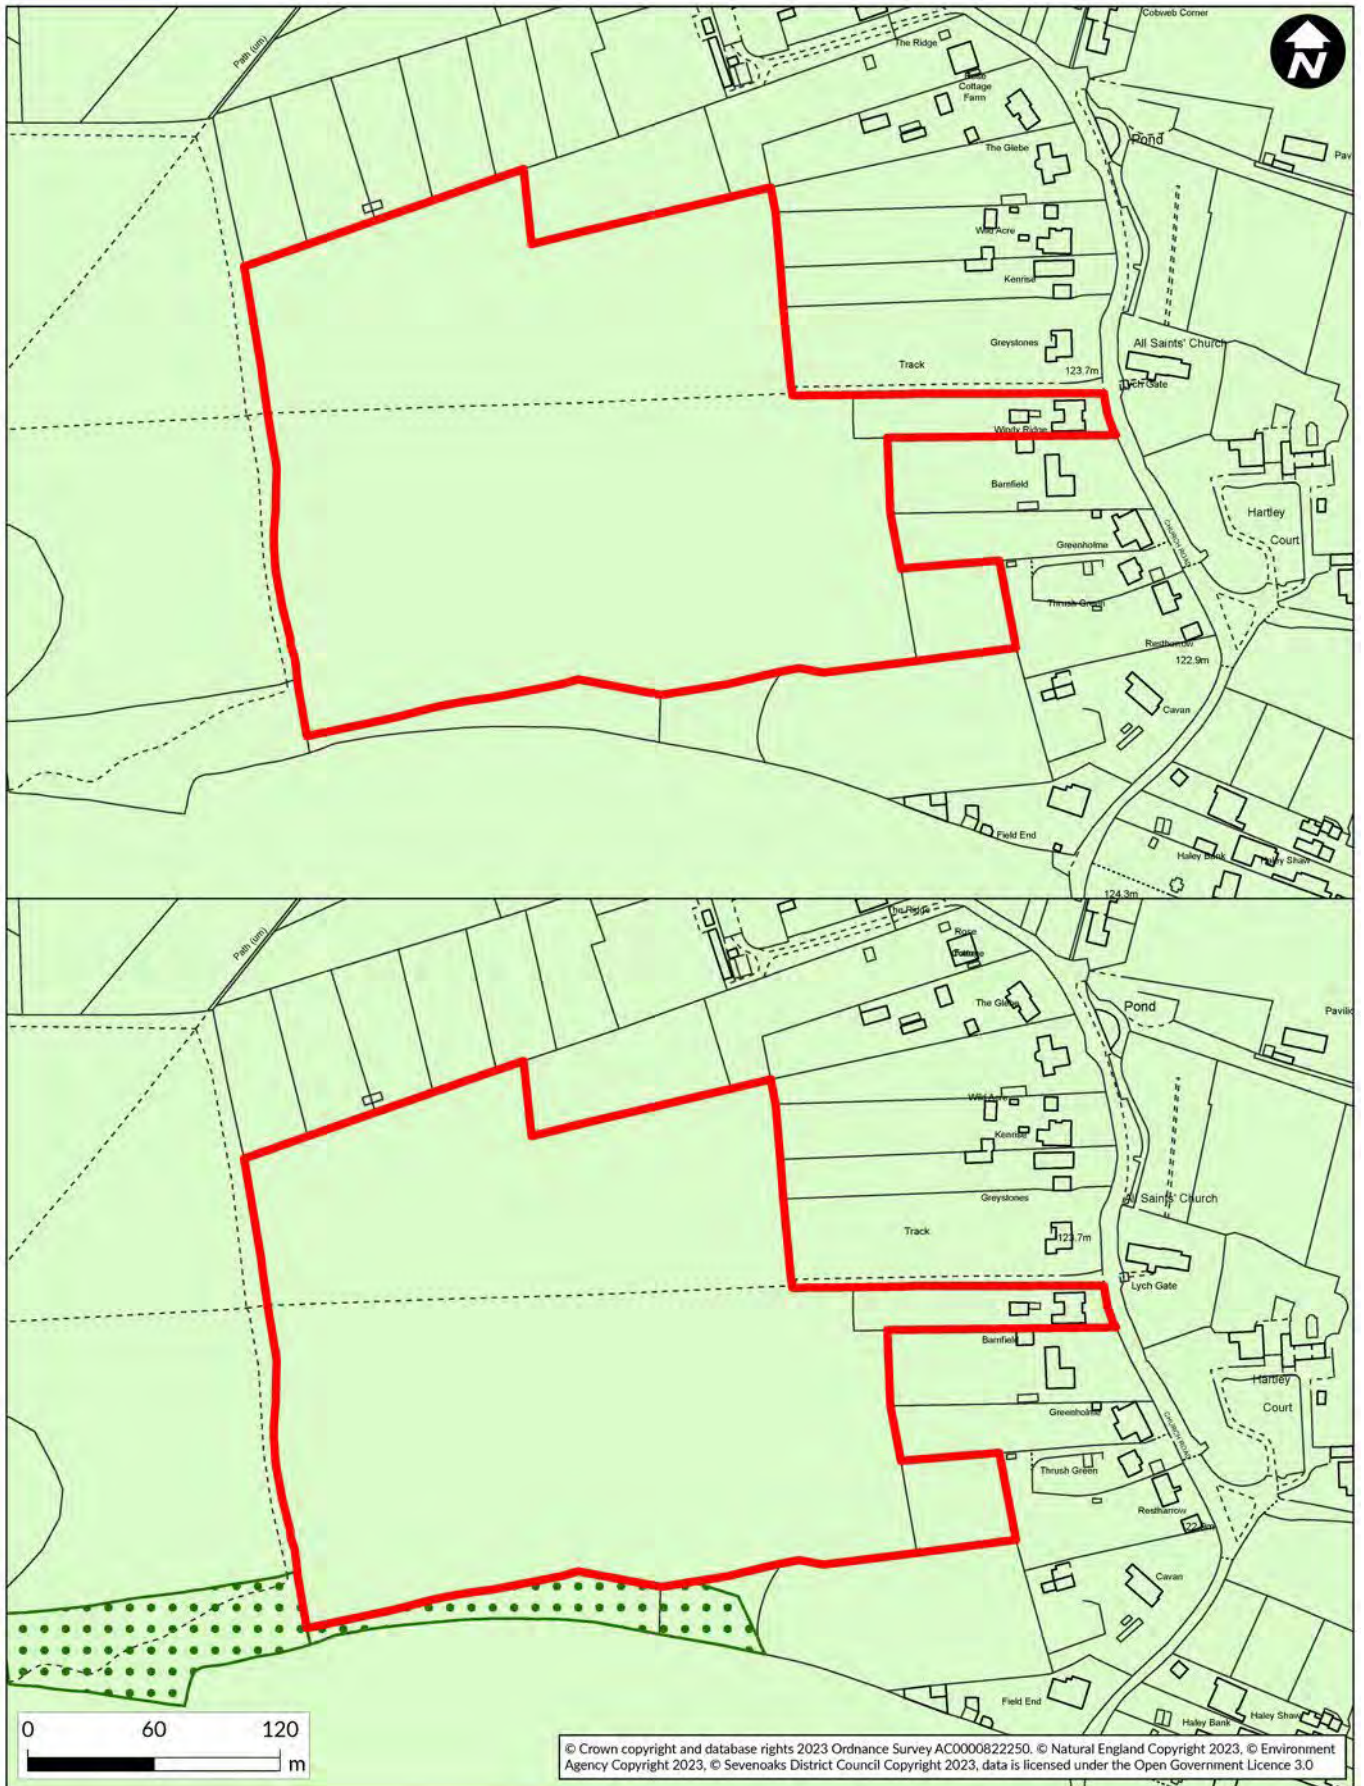 Cobweb Corner
N
Path (um)
The Ridge
Rose
Cottage
Farm
Pond
The Glebe
Pav
Wild Acre
Kenrise
Greystones
All Saints' Church
Track
123.7m
Lych Gate
Windy Ridge
Barnfield
Hartley
Court
CHURCH ROAD
Greenholme
Thrush Green
Restharrow
122.9m
Cavan
Field End
Haley Bank
Haley Shaw
124.3m
The Ridge
Path (um)
Rose
The Glebe
Pond
Pavilio
Wild Acre
Kenrise
Greystones
All Saints' Church
Track
123.7m
Lych Gate
Barnfield
Hartley
Court
Greenholme
CHURCH ROAD
Thrush Green
Restharrow
Cavan
Field End
Haley Bank
Haley Shaw
0 60 120
m
© Crown copyright and database rights 2023 Ordnance Survey AC0000822250. © Natural England Copyright 2023, © Environment
Agency Copyright 2023, © Sevenoaks District Council Copyright 2023, data is licensed under the Open Government Licence 3.0